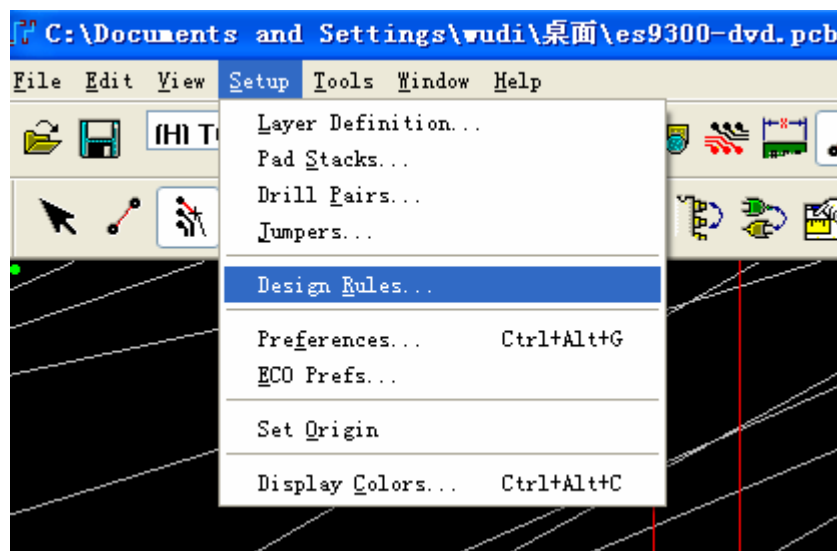 C:\Documents and Settings\wudi\桌面\es9300-dvd.pcb
File Edit View Setup Tools Window Help
(H) T
Layer Definition...
Pad Stacks...
Drill Pairs...
Jumpers...
Design Rules...
Preferences... Ctrl+Alt+G
ECO Prefs...
Set Origin
Display Colors... Ctrl+Alt+C